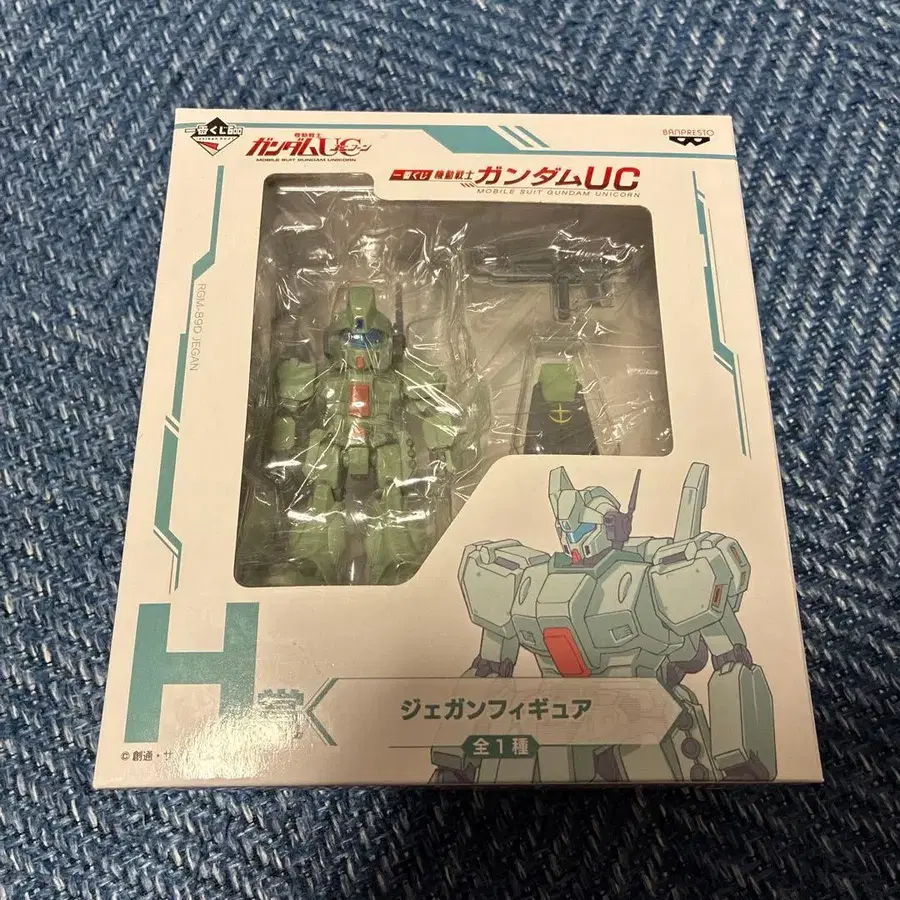 一番くじ
機動戦士
ガンダムUC
MOBILE SUIT GUNDAM UNICORN
BANPRESTO
一番くじ 機動戦士 ガンダムUC
MOBILE SUIT GUNDAM UNICORN
RGM-89D JEGAN
H賞
ジェガンフィギュア
全1種
© 創通・サ